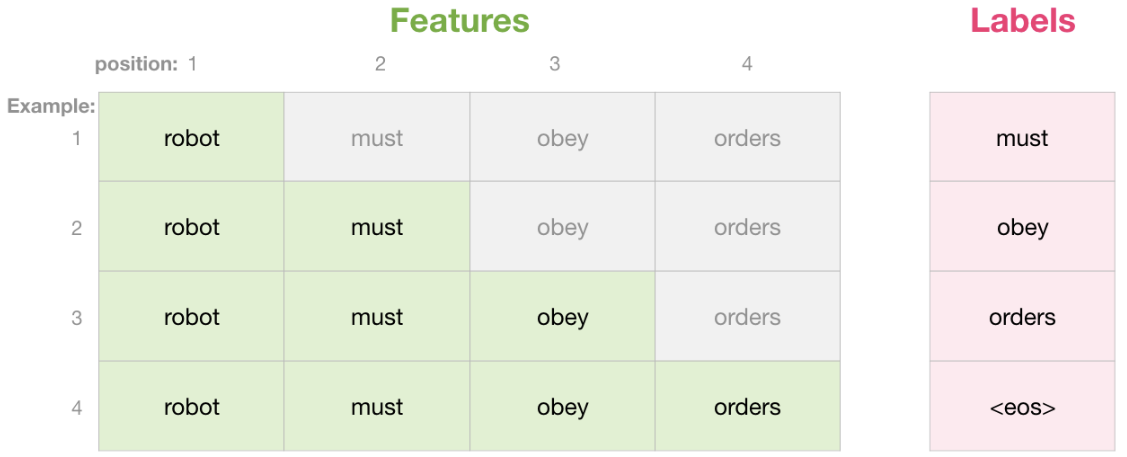 Features Labels
position: 1 2 3 4
Example:
1 robot must obey orders must
2 robot must obey orders obey
3 robot must obey orders orders
4 robot must obey orders <eos>